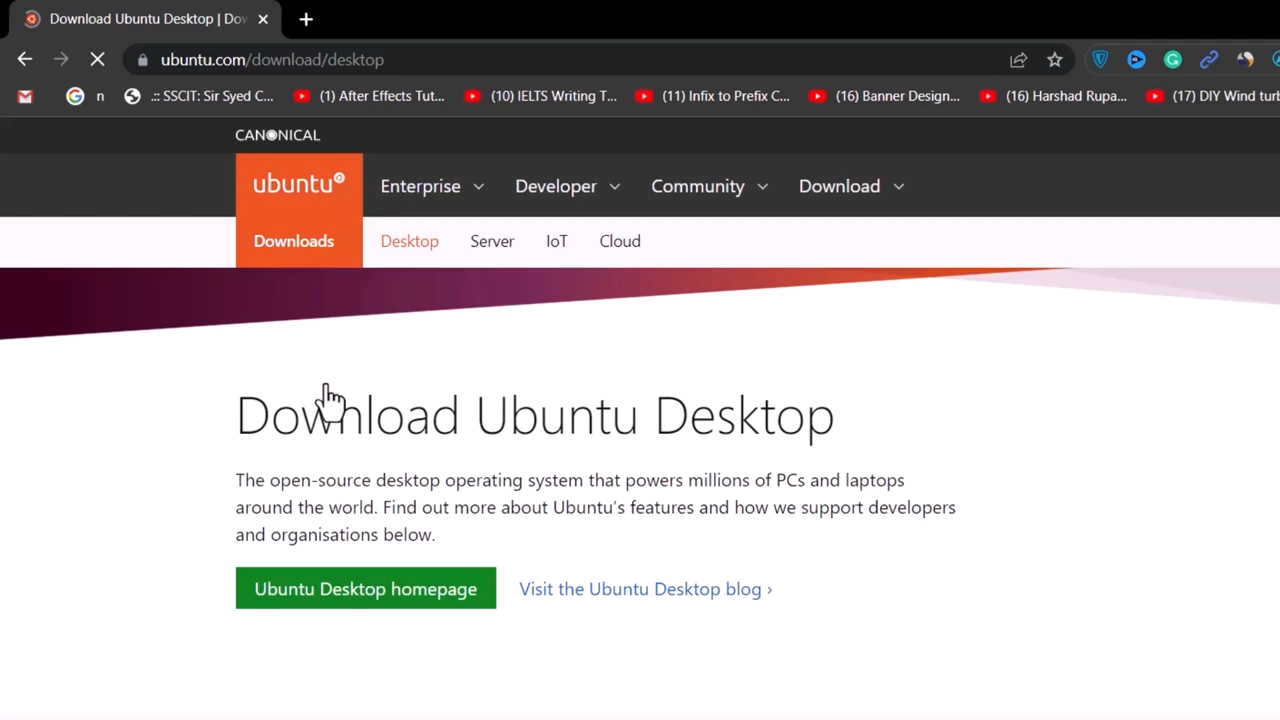 Download Ubuntu Desktop | Dow
ubuntu.com/download/desktop
n .:: SSCIT: Sir Syed C... (1) After Effects Tut... (10) IELTS Writing T... (11) Infix to Prefix C... (16) Banner Design... (16) Harshad Rupa... (17) DIY Wind turb
CANONICAL
ubuntu Enterprise Developer Community Download
Downloads Desktop Server IoT Cloud
Download Ubuntu Desktop
The open-source desktop operating system that powers millions of PCs and laptops
around the world. Find out more about Ubuntu's features and how we support developers
and organisations below.
Ubuntu Desktop homepage Visit the Ubuntu Desktop blog ›